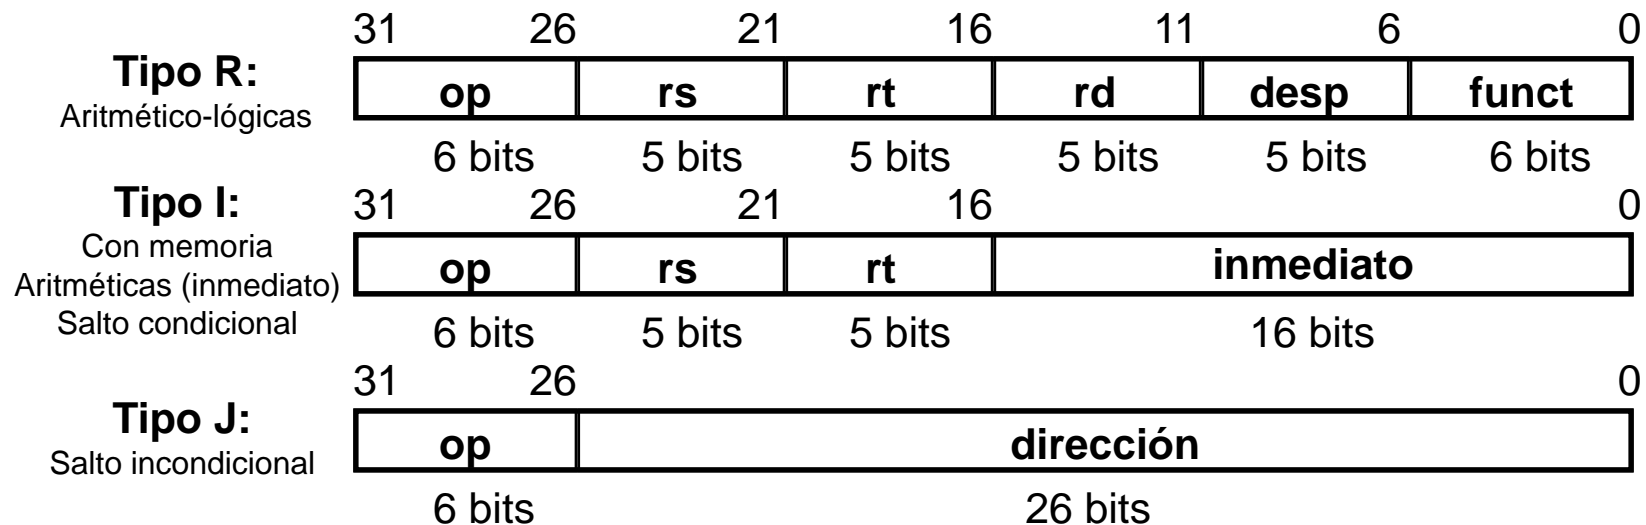 31 26 21 16 11 6 0
Tipo R:
Aritmético-lógicas
op rs rt rd desp funct
6 bits 5 bits 5 bits 5 bits 5 bits 6 bits
Tipo I:
31 26 21 16 0
Con memoria
Aritméticas (inmediato)
Salto condicional
op rs rt inmediato
6 bits 5 bits 5 bits 16 bits
31 26 0
Tipo J:
Salto incondicional
op dirección
6 bits 26 bits